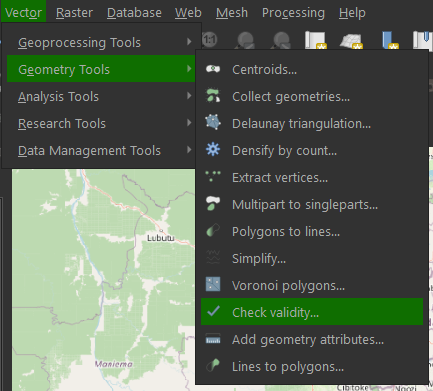 Vector Raster Database Web Mesh Processing Help
Geoprocessing Tools
Geometry Tools
Analysis Tools
Research Tools
Data Management Tools
Centroids...
Collect geometries...
Delaunay triangulation...
Densify by count...
Extract vertices...
Multipart to singleparts...
Polygons to lines...
Simplify...
Voronoi polygons...
Check validity...
Add geometry attributes...
Lines to polygons...
Lubutu
Maniema